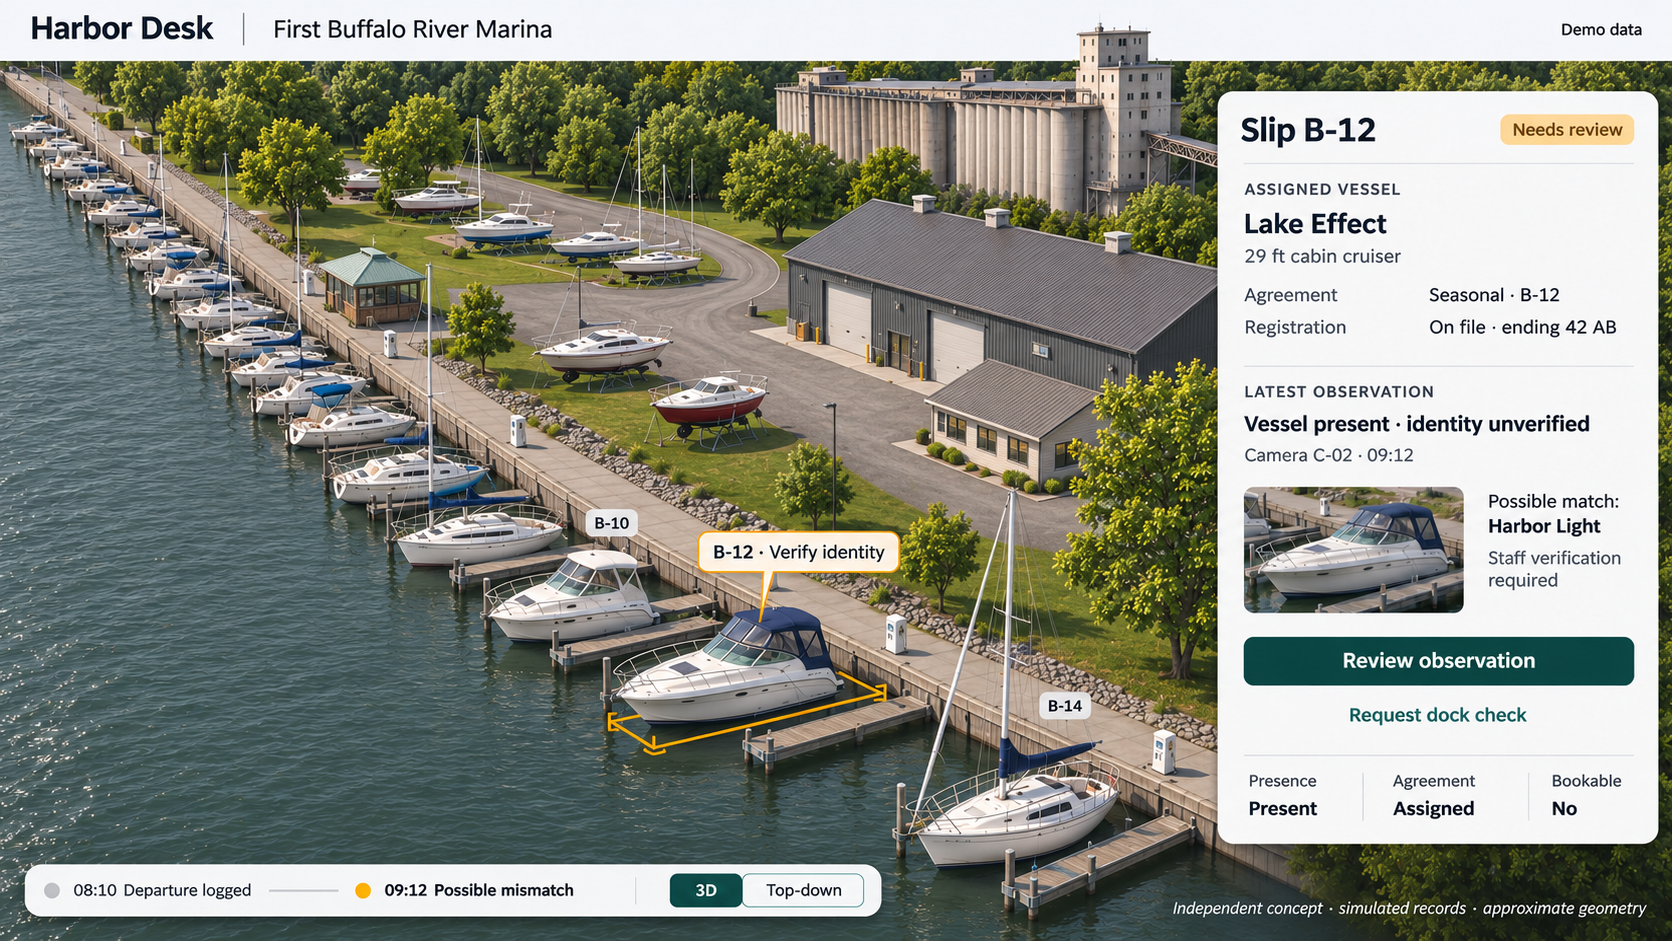 Harbor Desk
First Buffalo River Marina
Demo data
Slip B-12
Needs review
ASSIGNED VESSEL
Lake Effect
29 ft cabin cruiser
Agreement Seasonal · B-12
Registration On file · ending 42 AB
LATEST OBSERVATION
Vessel present · identity unverified
Camera C-02 · 09:12
Possible match:
Harbor Light
Staff verification
required
Review observation
Request dock check
Presence Agreement Bookable
Present Assigned No
B-10
B-12 · Verify identity
B-14
08:10 Departure logged
09:12 Possible mismatch
3D
Top-down
Independent concept · simulated records · approximate geometry